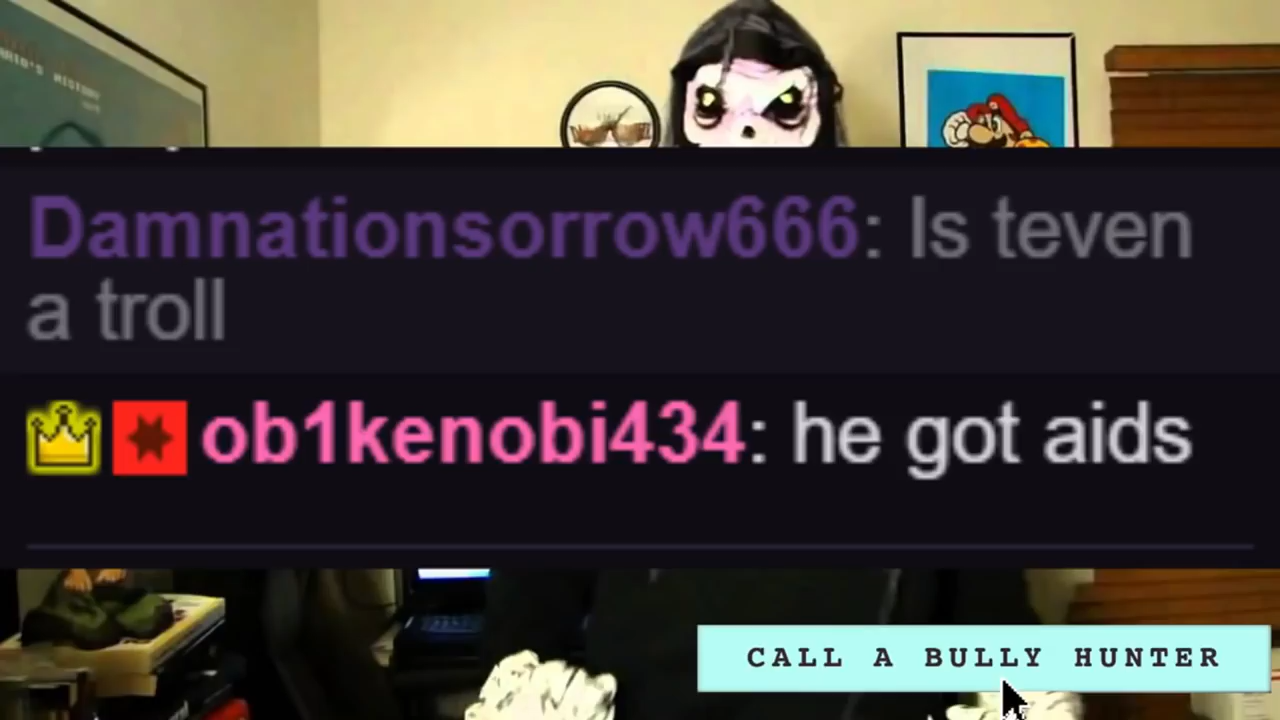 Damnationsorrow666: Is teven
a troll
ob1kenobi434: he got aids
CALL A BULLY HUNTER